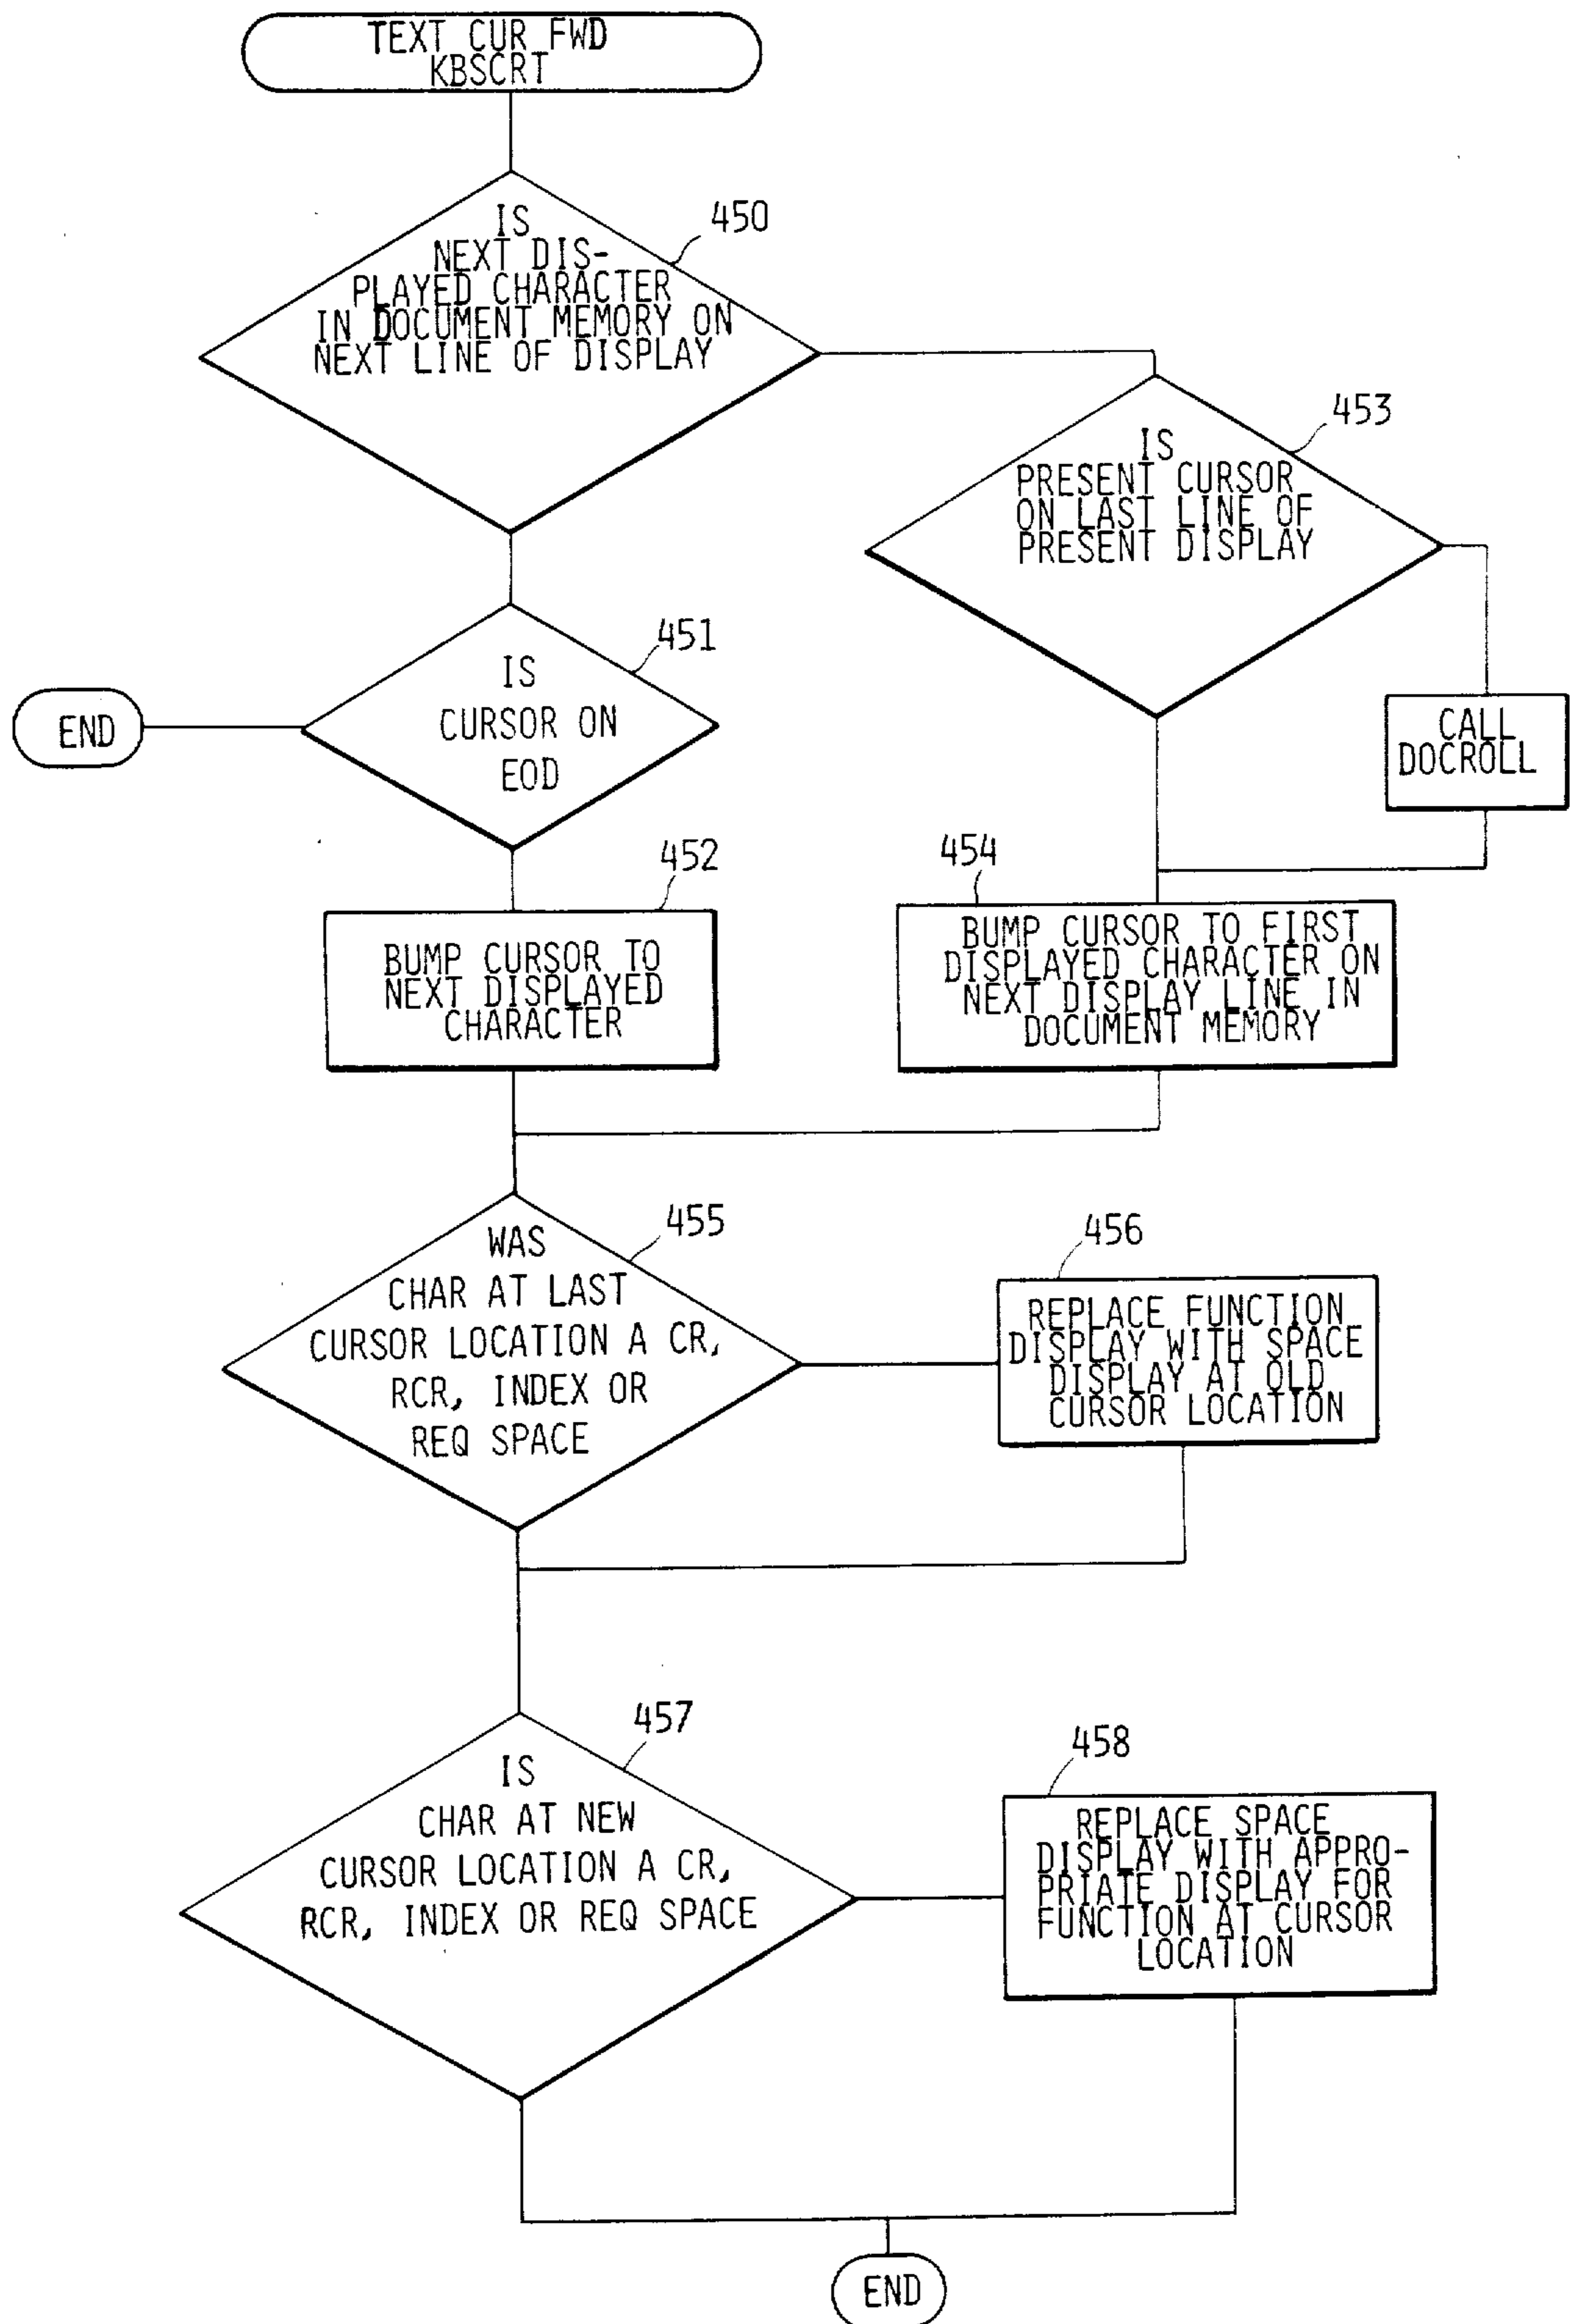 TEXT CUR FWD
KBSCRT
450
IS
NEXT DIS-
PLAYED CHARACTER
IN DOCUMENT MEMORY ON
NEXT LINE OF DISPLAY
453
IS
PRESENT CURSOR
ON LAST LINE OF
PRESENT DISPLAY
451
IS
CURSOR ON
EOD
END
CALL
DOCROLL
452
BUMP CURSOR TO
NEXT DISPLAYED
CHARACTER
454
BUMP CURSOR TO FIRST
DISPLAYED CHARACTER ON
NEXT DISPLAY LINE IN
DOCUMENT MEMORY
455
WAS
CHAR AT LAST
CURSOR LOCATION A CR,
RCR, INDEX OR
REQ SPACE
456
REPLACE FUNCTION
DISPLAY WITH SPACE
DISPLAY AT OLD
CURSOR LOCATION
457
IS
CHAR AT NEW
CURSOR LOCATION A CR,
RCR, INDEX OR REQ SPACE
458
REPLACE SPACE
DISPLAY WITH APPRO-
PRIATE DISPLAY FOR
FUNCTION AT CURSOR
LOCATION
END